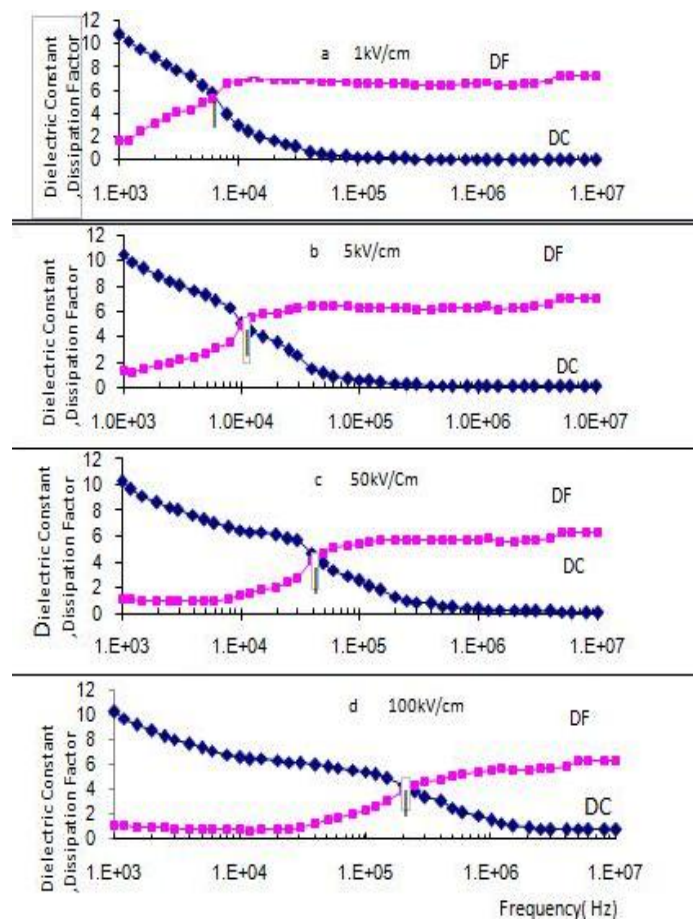 Dielectric Constant
,Dissipation Factor
12
10
8
6
4
2
0
a 1kV/cm
DF
DC
1.E+03 1.E+04 1.E+05 1.E+06 1.E+07
Dielectric Constant
,Dissipation Factor
12
10
8
6
4
2
0
b 5kV/cm
DF
DC
1.0E+03 1.0E+04 1.0E+05 1.0E+06 1.0E+07
Dielectric Constant
,Dissipation Factor
12
10
8
6
4
2
0
c 50kV/Cm
DF
DC
1.E+03 1.E+04 1.E+05 1.E+06 1.E+07
Dielectric Constant
,Dissipation Factor
12
10
8
6
4
2
0
d 100kV/cm
DF
DC
1.E+03 1.E+04 1.E+05 1.E+06 1.E+07
Frequency( Hz)